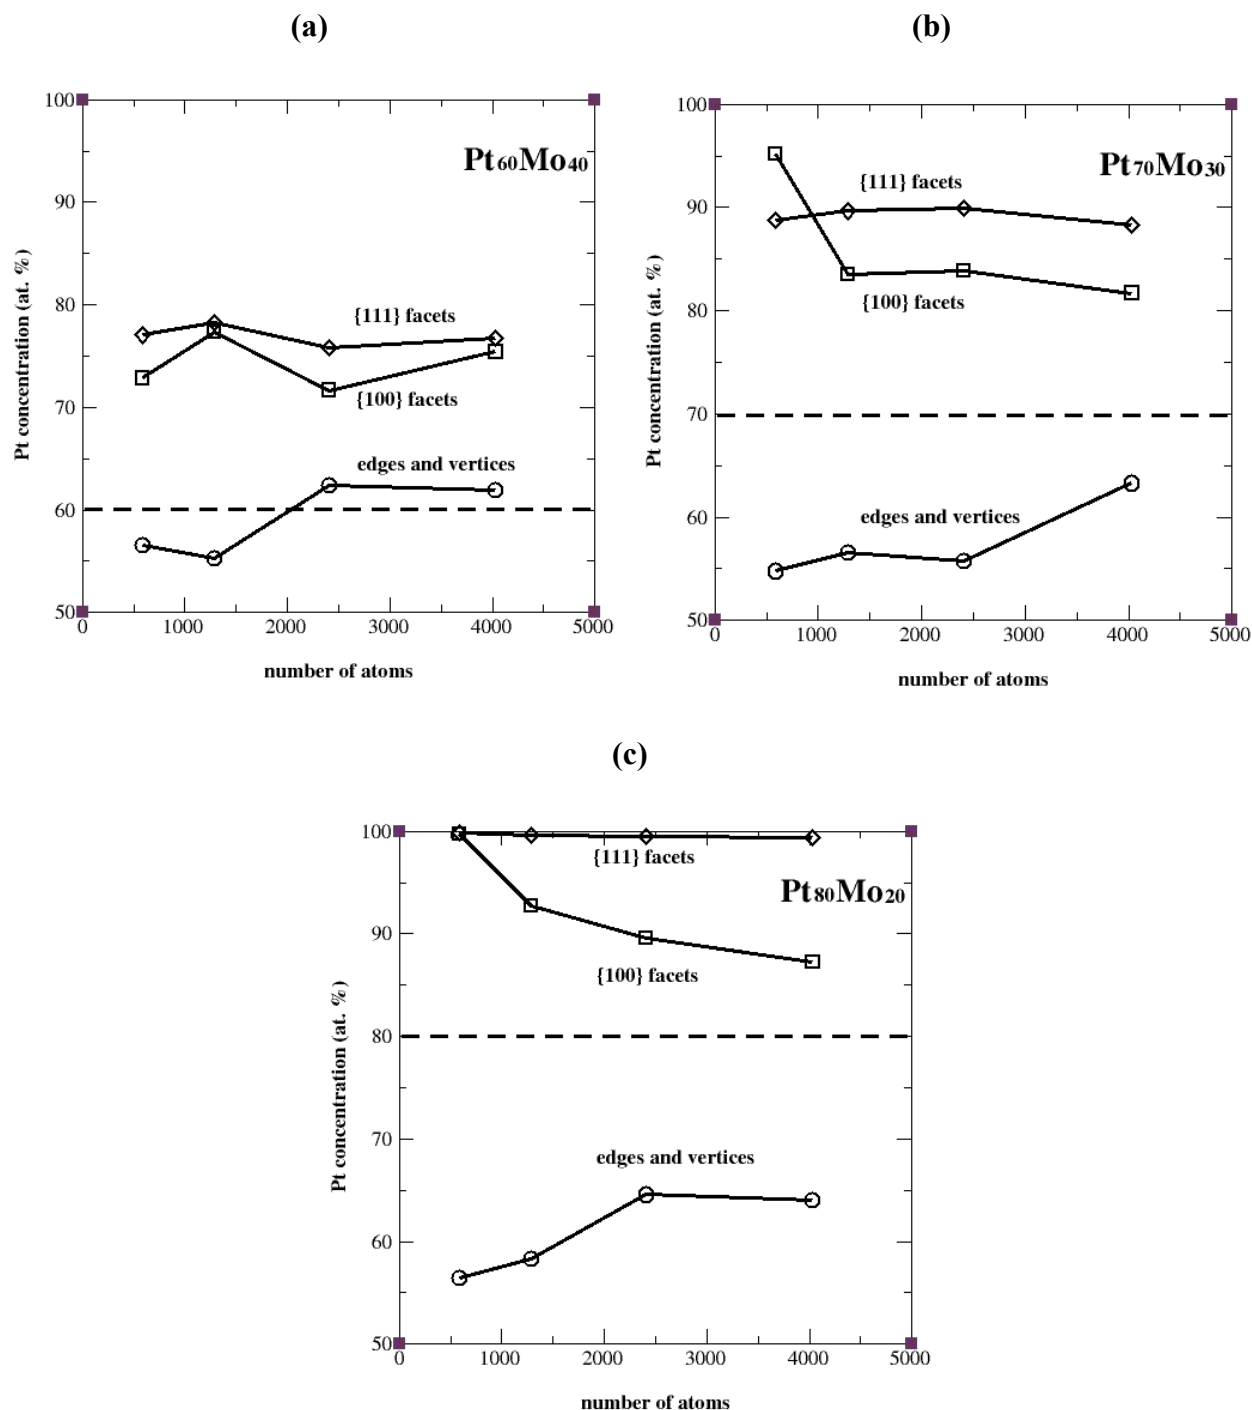 (a)
100
90
80
70
60
50
Pt60Mo40
{111} facets
{100} facets
edges and vertices
0 1000 2000 3000 4000 5000
number of atoms
Pt concentration (at. %)
(b)
100
90
80
70
60
50
Pt70Mo30
{111} facets
{100} facets
edges and vertices
0 1000 2000 3000 4000 5000
number of atoms
Pt concentration (at. %)
(c)
100
90
80
70
60
50
{111} facets
Pt80Mo20
{100} facets
edges and vertices
0 1000 2000 3000 4000 5000
number of atoms
Pt concentration (at. %)